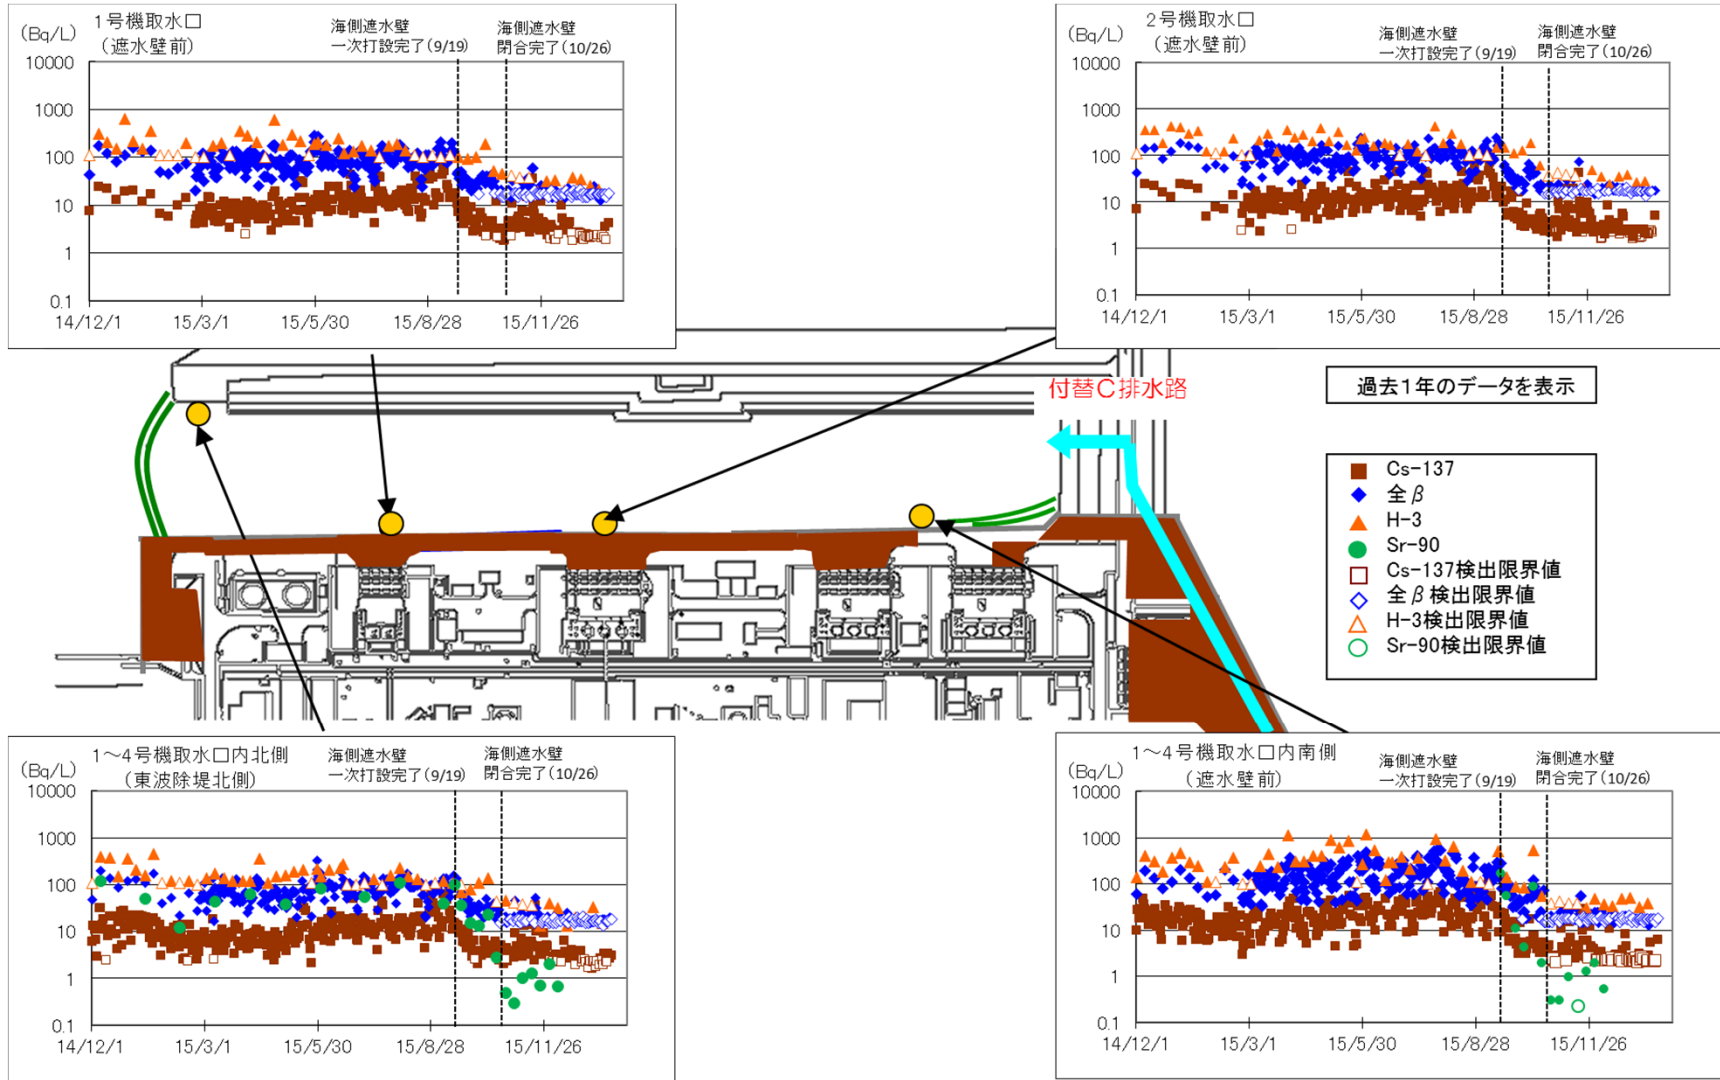 1号機取水口
(遮水壁前)
(Bq/L)
海側遮水壁
一次打設完了(9/19)
海側遮水壁
閉合完了(10/26)
10000
1000
100
10
1
0.1
14/12/1
15/3/1
15/5/30
15/8/28
15/11/26
2号機取水口
(遮水壁前)
(Bq/L)
海側遮水壁
一次打設完了(9/19)
海側遮水壁
閉合完了(10/26)
10000
1000
100
10
1
0.1
14/12/1
15/3/1
15/5/30
15/8/28
15/11/26
付替C排水路
過去1年のデータを表示
Cs-137
全β
H-3
Sr-90
Cs-137検出限界値
全β検出限界値
H-3検出限界値
Sr-90検出限界値
1～4号機取水口内北側
(東波除堤北側)
(Bq/L)
海側遮水壁
一次打設完了(9/19)
海側遮水壁
閉合完了(10/26)
10000
1000
100
10
1
0.1
14/12/1
15/3/1
15/5/30
15/8/28
15/11/26
1～4号機取水口内南側
(遮水壁前)
(Bq/L)
海側遮水壁
一次打設完了(9/19)
海側遮水壁
閉合完了(10/26)
10000
1000
100
10
1
0.1
14/12/1
15/3/1
15/5/30
15/8/28
15/11/26